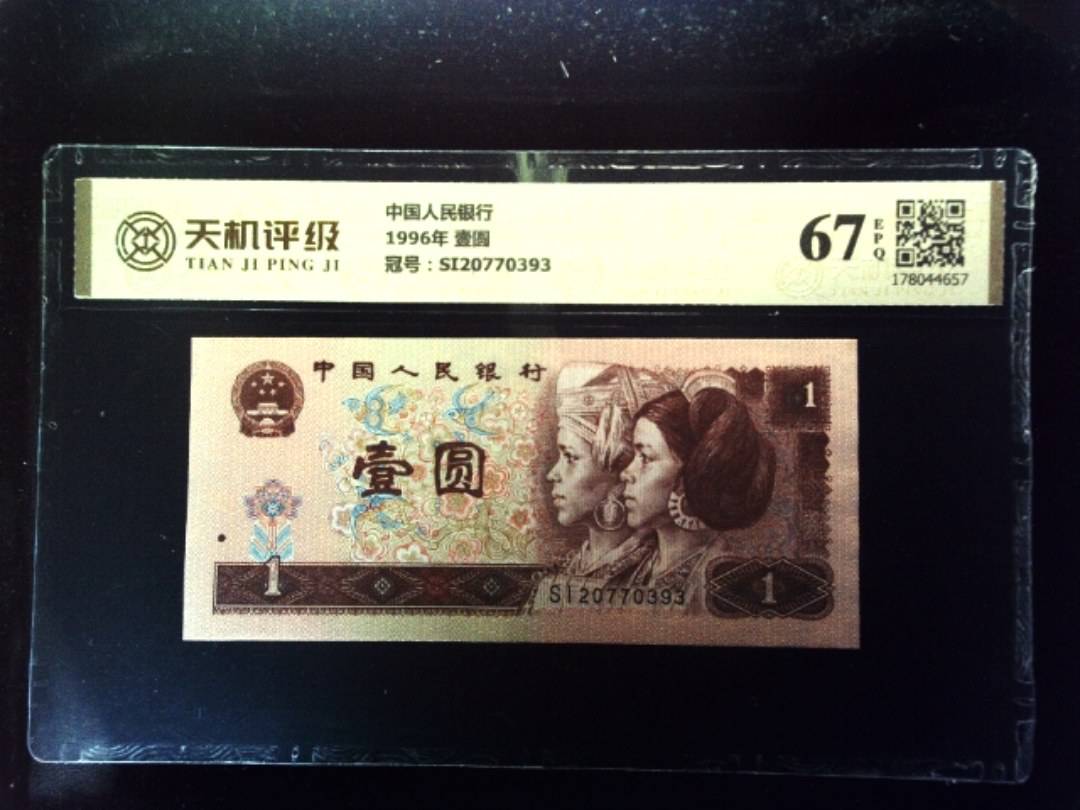 天机评级
TIAN JI PING JI
中国人民银行
1996年 壹圆
冠号：SI20770393
67
EPQ
178044657
中国人民银行
1
壹圆
1
SI20770393
1